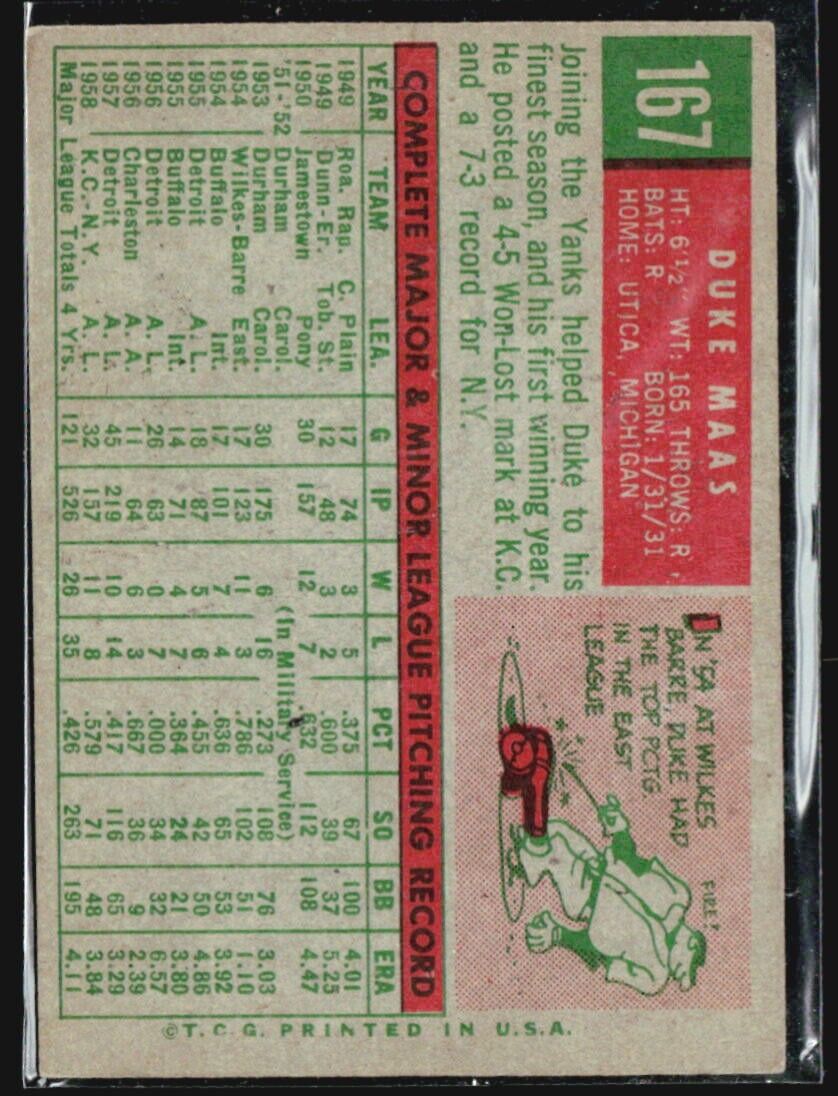 167
DUKE MAAS
HT: 6'½" WT: 165 THROWS: R
BATS: R BORN: 1/31/31
HOME: UTICA, MICHIGAN
Joining the Yanks helped Duke to his
finest season, and his first winning year.
He posted a 4-5 Won-Lost mark at K.C.
and a 7-3 record for N.Y.
IN '54 AT WILKES
BARRE, DUKE HAD
THE TOP PCTG.
IN THE EAST
LEAGUE
FIRE!
COMPLETE MAJOR & MINOR LEAGUE PITCHING RECORD
YEAR TEAM LEA. G IP W L PCT SO BB ERA
1949 Roa. Rap. C. Plain 17 74 3 5 .375 67 100 4.01
1949 Dunn-Er. Tob. St. 12 48 3 2 .600 39 37 5.25
1950 Jamestown Pony 30 157 12 7 .632 112 108 4.47
'51-'52 Durham Carol. (In Military Service)
1953 Durham Carol. 30 175 6 16 .273 108 76 3.03
1954 Wilkes-Barre East. 17 123 11 3 .786 102 51 1.10
1954 Buffalo Int. 17 101 7 4 .636 65 53 3.92
1955 Detroit A. L. 18 87 5 6 .455 42 50 4.86
1955 Buffalo Int. 14 71 4 7 .364 24 21 3.80
1956 Detroit A. L. 26 63 0 7 .000 34 32 6.57
1956 Charleston A. A. 11 64 6 3 .667 36 9 2.39
1957 Detroit A. L. 45 219 10 14 .417 116 65 3.29
1958 K.C.-N.Y. A. L. 32 157 11 8 .579 71 48 3.84
Major League Totals 4 Yrs. 121 526 26 35 .426 263 195 4.11
©T.C.G. PRINTED IN U.S.A.